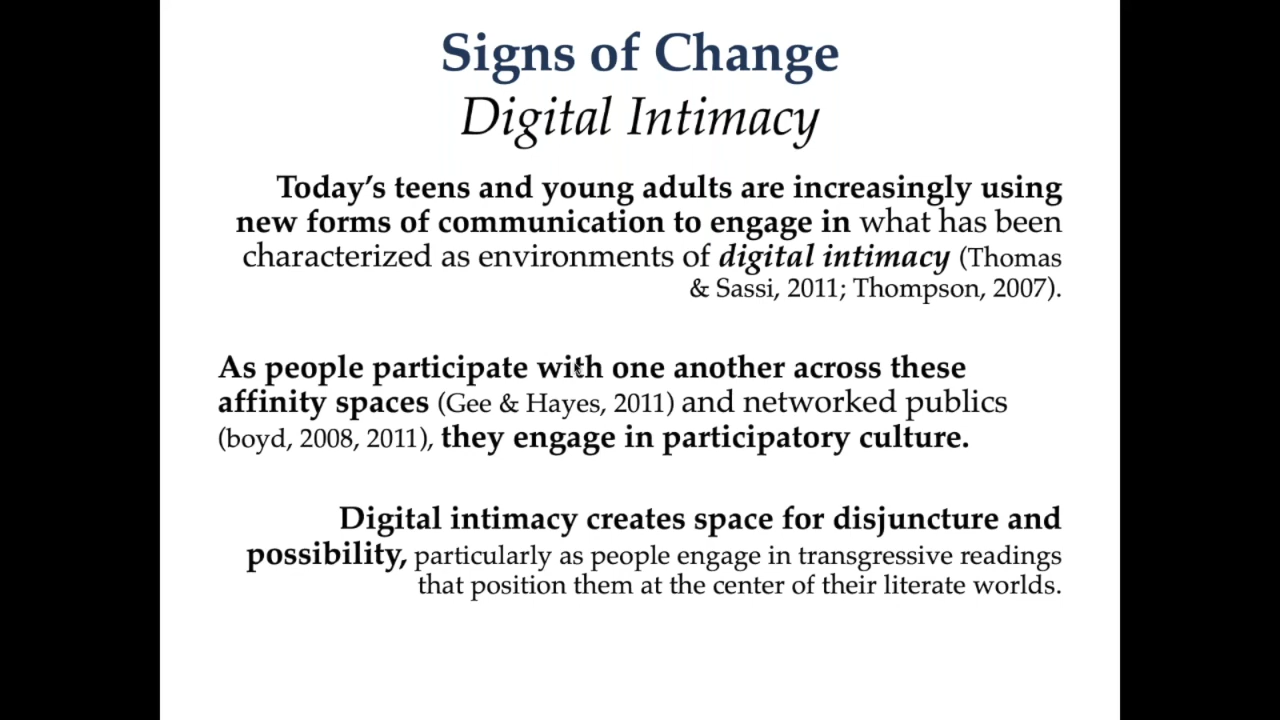 Signs of Change
Digital Intimacy
Today’s teens and young adults are increasingly using
new forms of communication to engage in what has been
characterized as environments of digital intimacy (Thomas
& Sassi, 2011; Thompson, 2007).
As people participate with one another across these
affinity spaces (Gee & Hayes, 2011) and networked publics
(boyd, 2008, 2011), they engage in participatory culture.
Digital intimacy creates space for disjuncture and
possibility, particularly as people engage in transgressive readings
that position them at the center of their literate worlds.